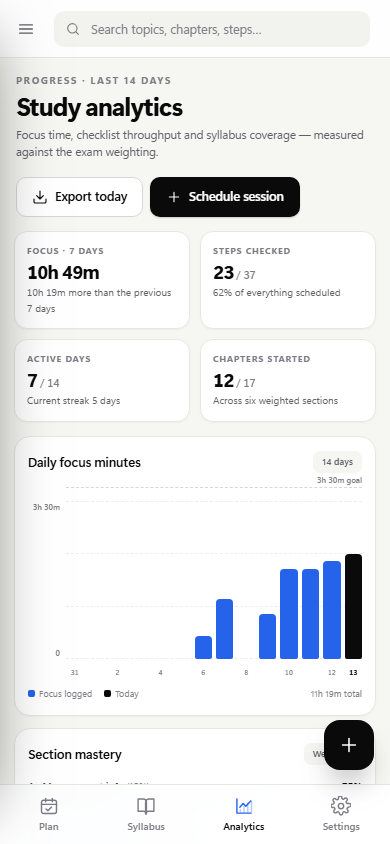 Search topics, chapters, steps...
PROGRESS · LAST 14 DAYS
Study analytics
Focus time, checklist throughput and syllabus coverage — measured
against the exam weighting.
Export today
Schedule session
FOCUS · 7 DAYS
10h 49m
10h 19m more than the previous
7 days
STEPS CHECKED
23 / 37
62% of everything scheduled
ACTIVE DAYS
7 / 14
Current streak 5 days
CHAPTERS STARTED
12 / 17
Across six weighted sections
Daily focus minutes
14 days
3h 30m goal
3h 30m
0
31 2 4 6 8 10 12 13
Focus logged
Today
11h 19m total
Section mastery
Plan
Syllabus
Analytics
Settings